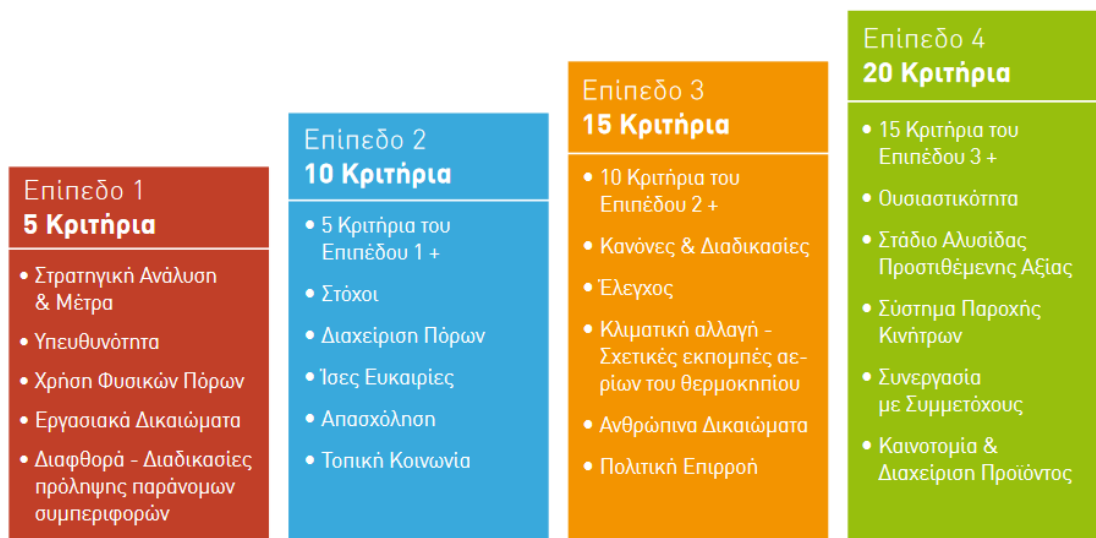 Επίπεδο 1
5 Κριτήρια
• Στρατηγική Ανάλυση
& Μέτρα
• Υπευθυνότητα
• Χρήση Φυσικών Πόρων
• Εργασιακά Δικαιώματα
• Διαφθορά - Διαδικασίες
πρόληψης παράνομων
συμπεριφορών
Επίπεδο 2
10 Κριτήρια
• 5 Κριτήρια του
Επιπέδου 1 +
• Στόχοι
• Διαχείριση Πόρων
• Ίσες Ευκαιρίες
• Απασχόληση
• Τοπική Κοινωνία
Επίπεδο 3
15 Κριτήρια
• 10 Κριτήρια του
Επιπέδου 2 +
• Κανόνες & Διαδικασίες
• Έλεγχος
• Κλιματική αλλαγή -
Σχετικές εκπομπές αε-
ρίων του θερμοκηπίου
• Ανθρώπινα Δικαιώματα
• Πολιτική Επιρροή
Επίπεδο 4
20 Κριτήρια
• 15 Κριτήρια του
Επιπέδου 3 +
• Ουσιαστικότητα
• Στάδιο Αλυσίδας
Προστιθέμενης Αξίας
• Σύστημα Παροχής
Κινήτρων
• Συνεργασία
με Συμμετόχους
• Καινοτομία &
Διαχείριση Προϊόντος